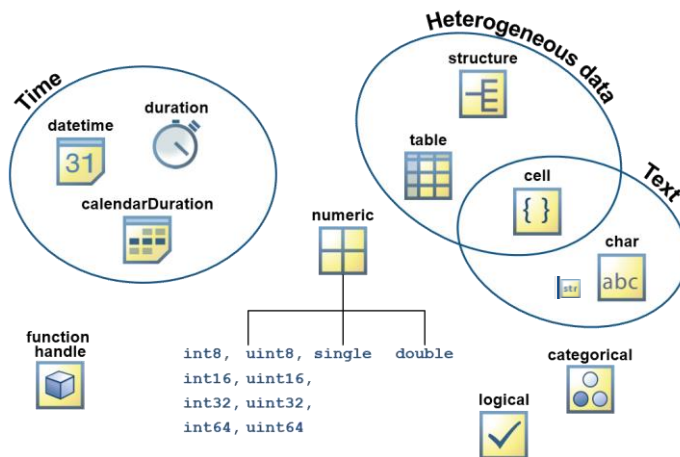 Time
duration
datetime
31
calendarDuration
Heterogeneous data
structure
table
cell
{ }
Text
char
str
abc
numeric
int8, uint8, single double
int16, uint16,
int32, uint32,
int64, uint64
function
handle
categorical
logical